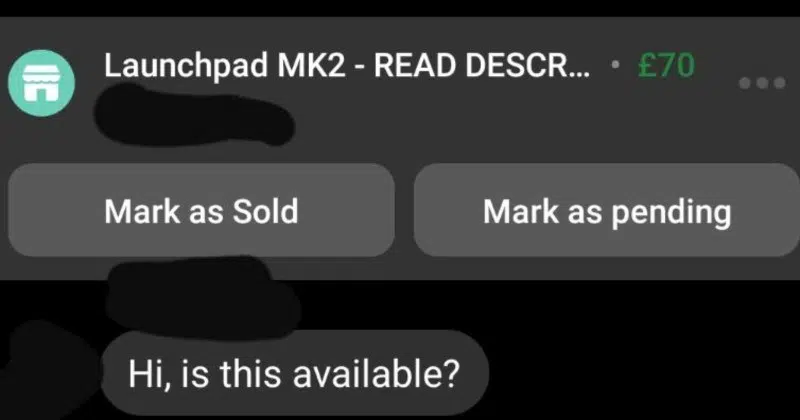 Launchpad MK2 - READ DESCR... • £70
Mark as Sold
Mark as pending
Hi, is this available?